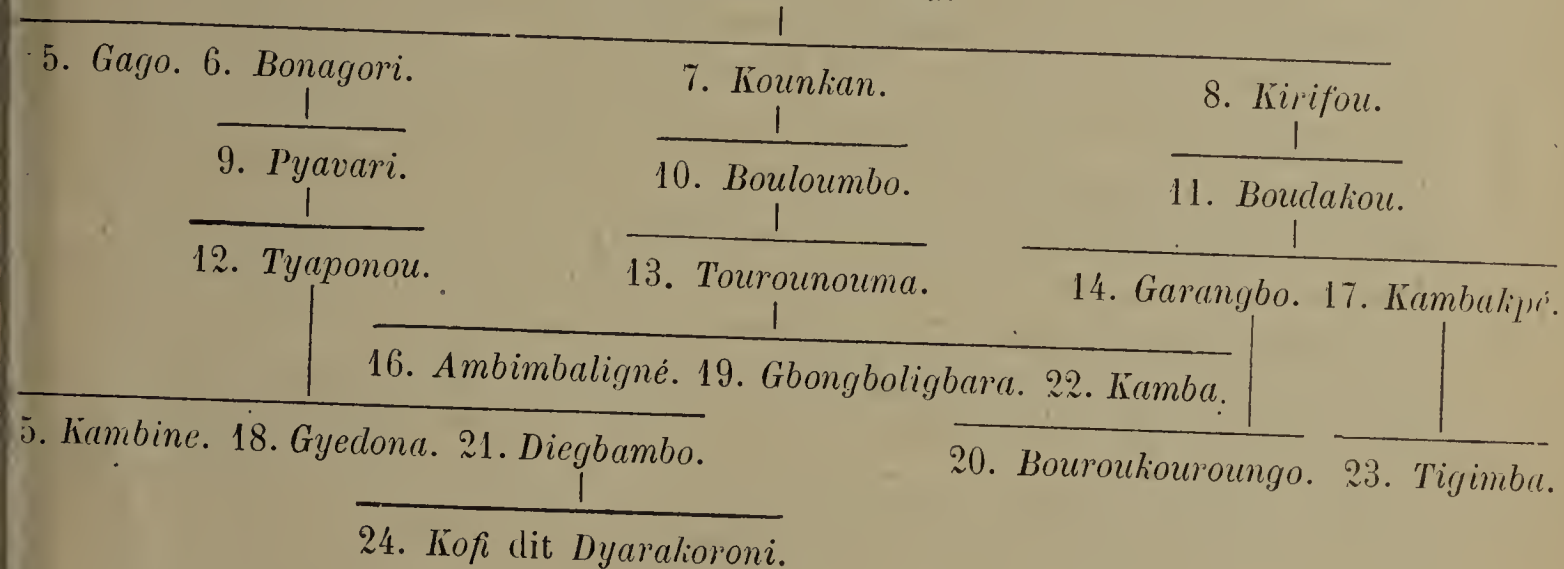 5. Gago. 6. Bonagori. 7. Kounkan. 8. Kirifou.
9. Pyavari. 10. Bouloumbo. 11. Boudakou.
12. Tyaponou. 13. Tourounouma. 14. Garangbo. 17. Kambakpé.
16. Ambimbaligné. 19. Gbongboligbara. 22. Kamba.
5. Kambine. 18. Gyedona. 21. Diegbambo. 20. Bouroukouroungo. 23. Tigimba.
24. Kofi dit Dyarakoroni.